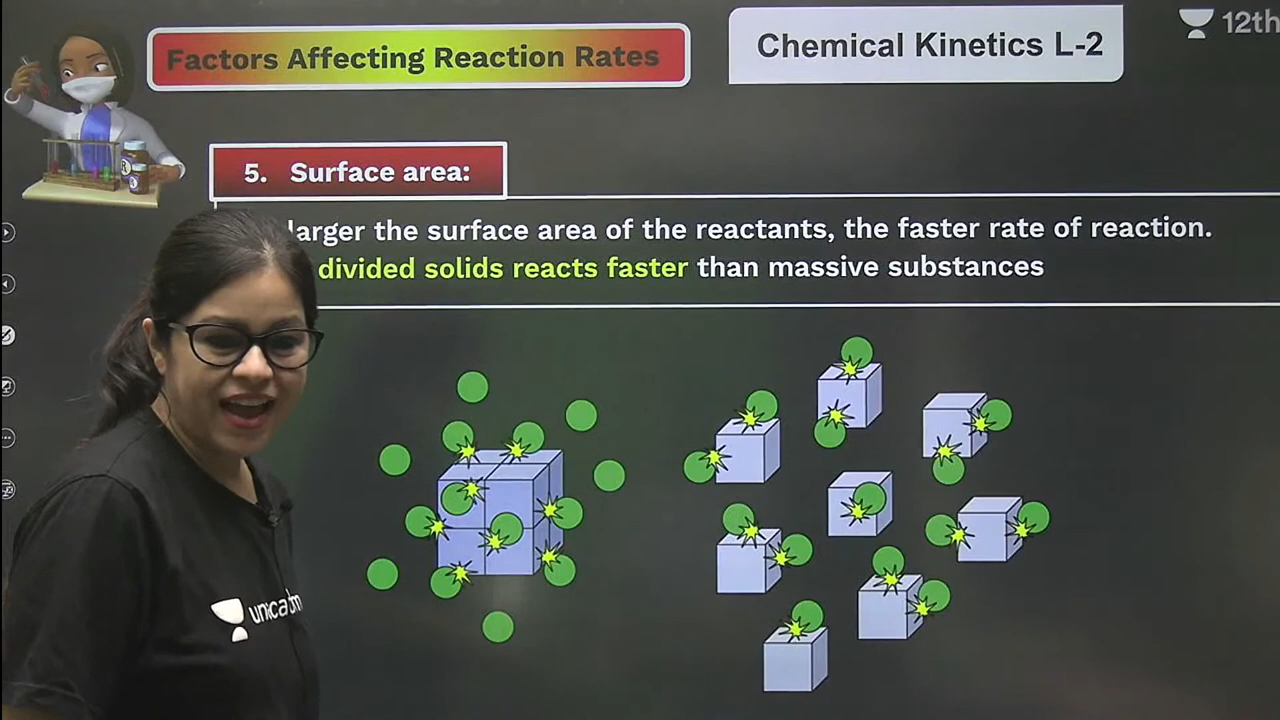 Factors Affecting Reaction Rates
Chemical Kinetics L-2
12th
5. Surface area:
larger the surface area of the reactants, the faster rate of reaction.
divided solids reacts faster than massive substances